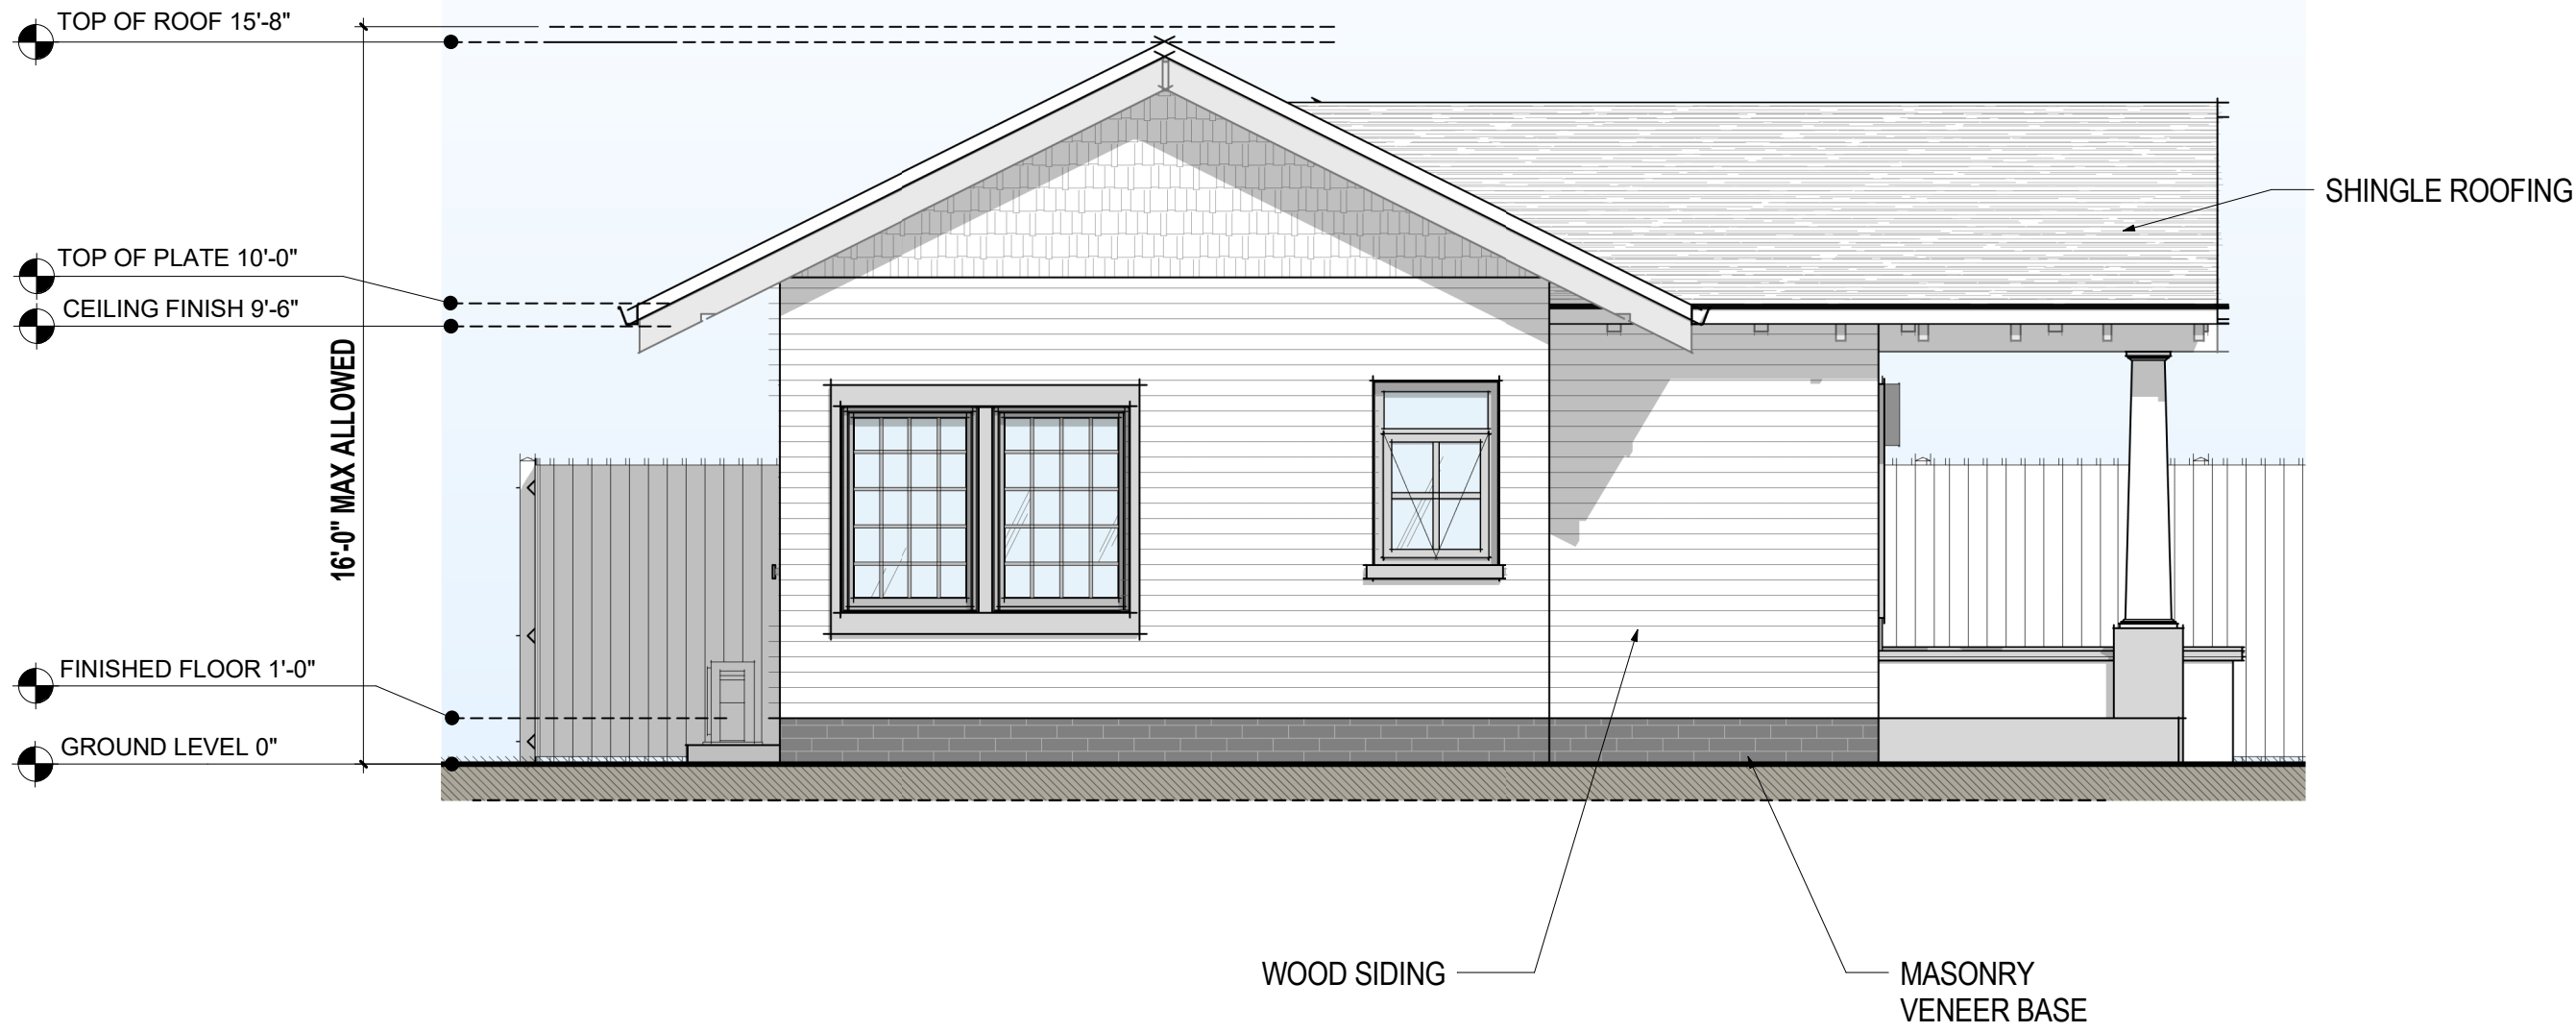 TOP OF ROOF 15'-8"
SHINGLE ROOFING
TOP OF PLATE 10'-0"
CEILING FINISH 9'-6"
16'-0" MAX ALLOWED
FINISHED FLOOR 1'-0"
GROUND LEVEL 0"
WOOD SIDING
MASONRY
VENEER BASE